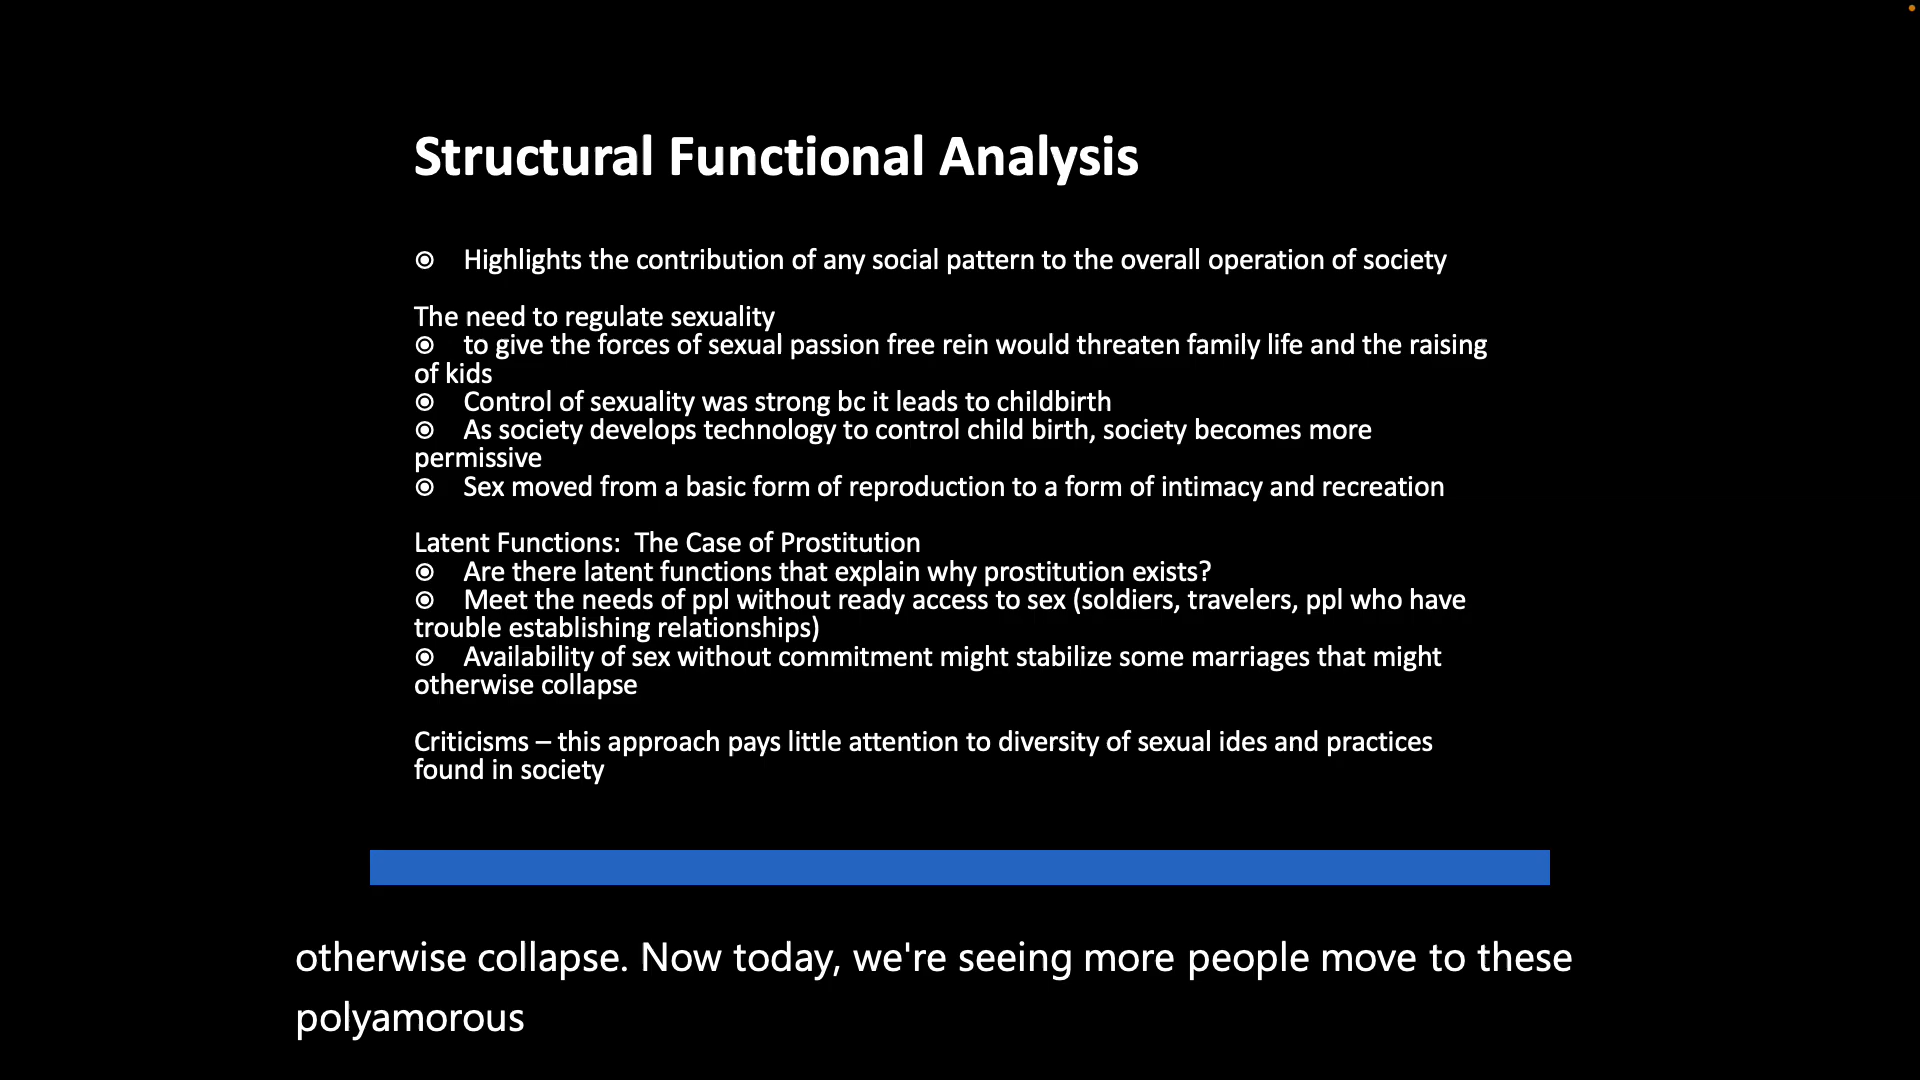 Structural Functional Analysis
Highlights the contribution of any social pattern to the overall operation of society
The need to regulate sexuality
to give the forces of sexual passion free rein would threaten family life and the raising
of kids
Control of sexuality was strong bc it leads to childbirth
As society develops technology to control child birth, society becomes more
permissive
Sex moved from a basic form of reproduction to a form of intimacy and recreation
Latent Functions:  The Case of Prostitution
Are there latent functions that explain why prostitution exists?
Meet the needs of ppl without ready access to sex (soldiers, travelers, ppl who have
trouble establishing relationships)
Availability of sex without commitment might stabilize some marriages that might
otherwise collapse
Criticisms – this approach pays little attention to diversity of sexual ides and practices
found in society
otherwise collapse. Now today, we're seeing more people move to these
polyamorous